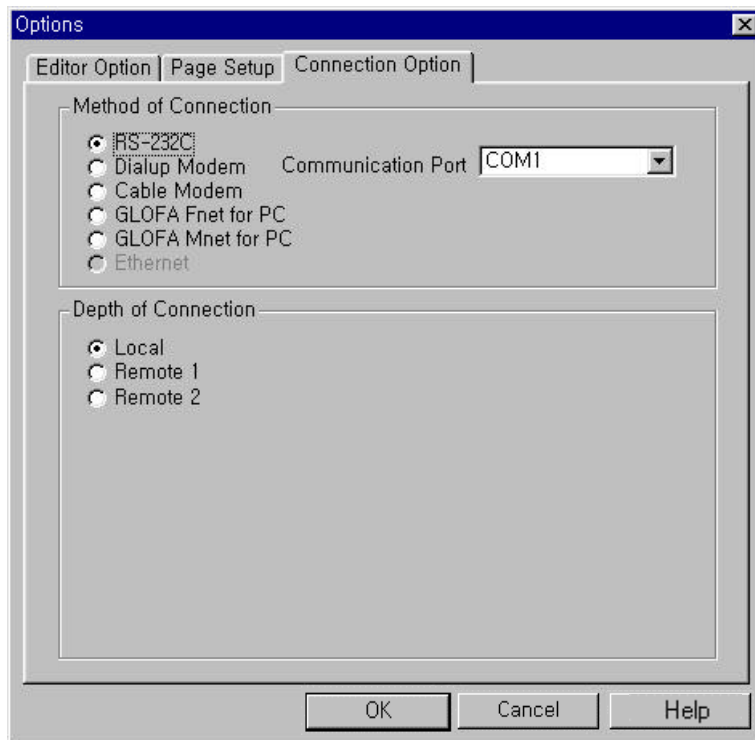 Options
Editor Option Page Setup Connection Option
Method of Connection
RS-232C
Dialup Modem Communication Port COM1
Cable Modem
GLOFA Fnet for PC
GLOFA Mnet for PC
Ethernet
Depth of Connection
Local
Remote 1
Remote 2
OK Cancel Help